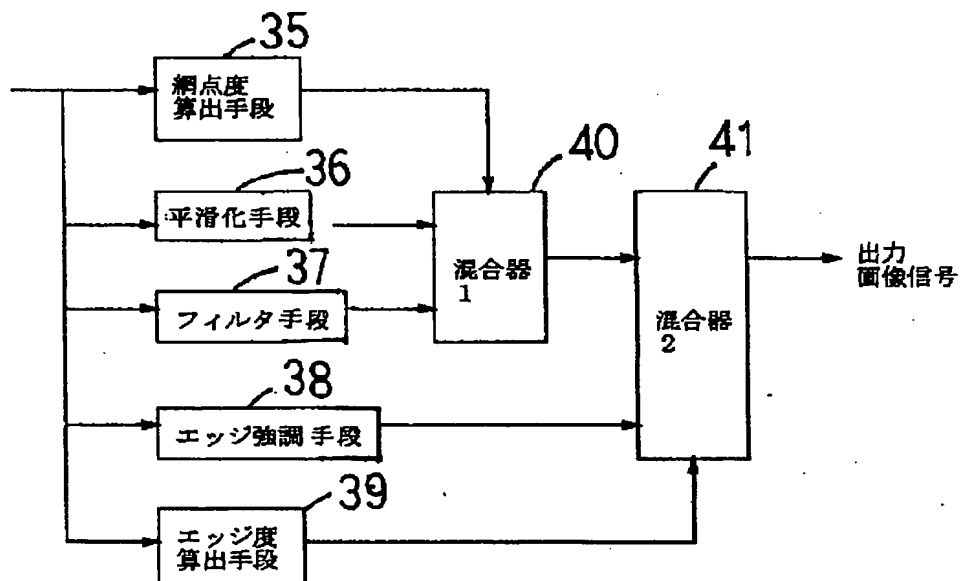 35
網点度
算出手段
36
平滑化手段
37
フィルタ手段
38
エッジ強調手段
39
エッジ度
算出手段
40
混合器
1
41
混合器
2
出力
画像信号